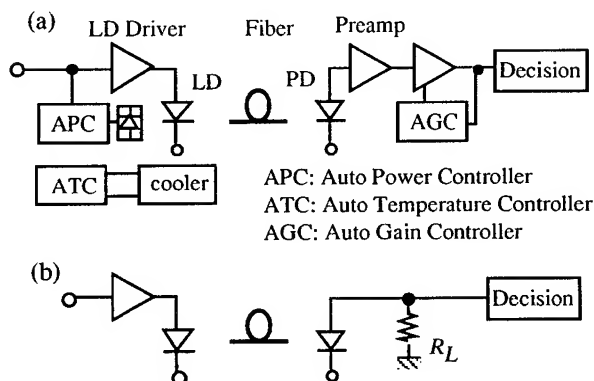 (a)
LD Driver
Fiber
Preamp
LD
PD
Decision
APC
AGC
ATC
cooler
APC: Auto Power Controller
ATC: Auto Temperature Controller
AGC: Auto Gain Controller
(b)
Decision
R_L